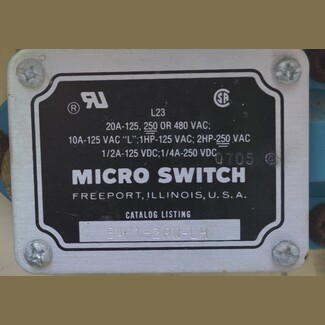 L23
20A-125, 250 OR 480 VAC;
10A-125 VAC "L"; 1HP-125 VAC; 2HP-250 VAC
1/2A-125 VDC; 1/4A-250 VDC
0705
MICRO SWITCH
FREEPORT, ILLINOIS, U.S.A.
CATALOG LISTING